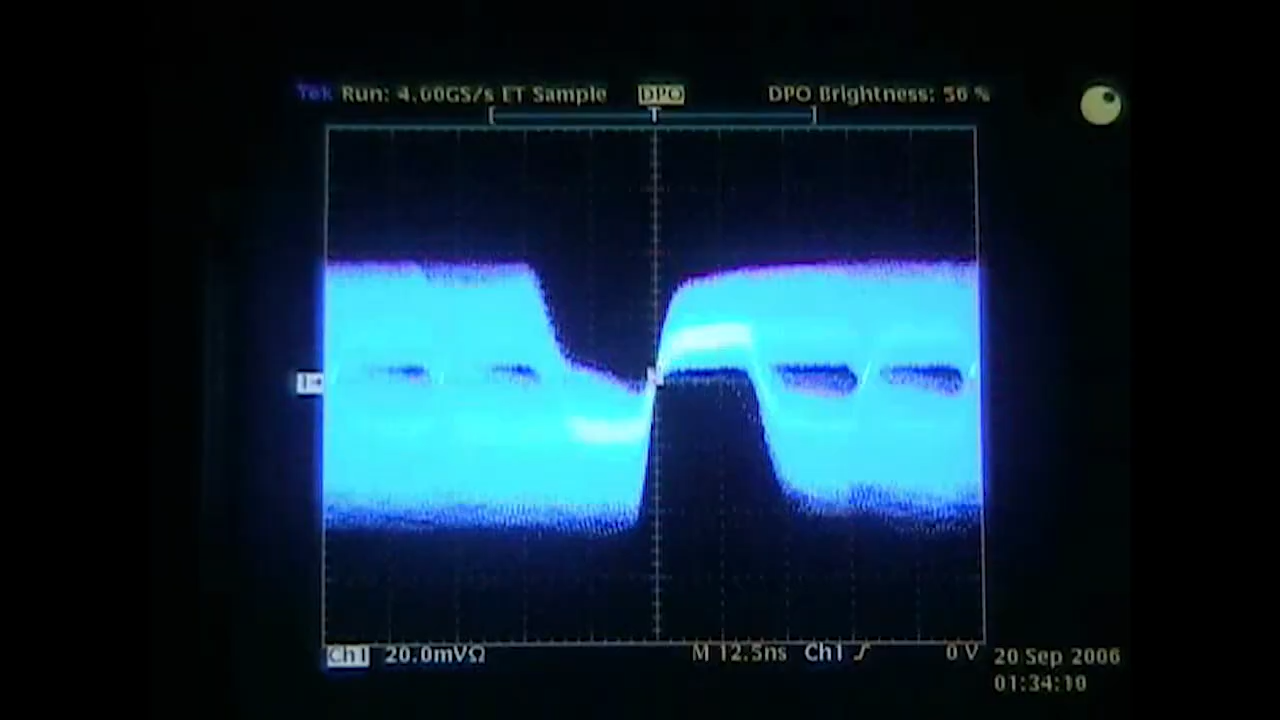 Tek Run: 4.00GS/s ET Sample DPO DPO Brightness: 56 %
T
1
Ch1 20.0mVΩ M 12.5ns Ch1 0 V
20 Sep 2006
01:34:10